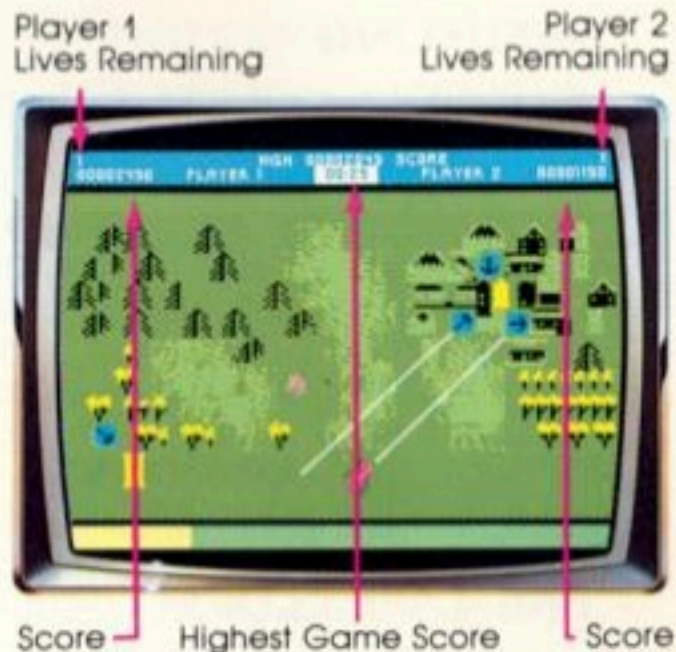 Player 1
Lives Remaining
Player 2
Lives Remaining
HIGH SCORE
PLAYER 1 PLAYER 2
Score
Highest Game Score
Score